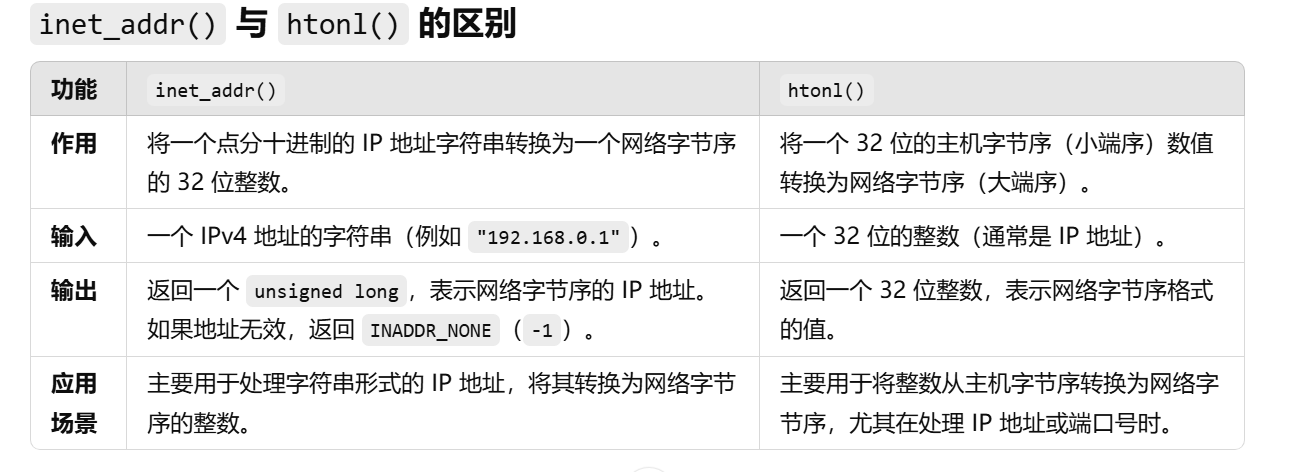 inet_addr() 与 htonl() 的区别
功能 inet_addr() htonl()
作用 将一个点分十进制的 IP 地址字符串转换为一个网络字节序 将一个 32 位的主机字节序（小端序）数值
的 32 位整数。 转换为网络字节序（大端序）。
输入 一个 IPv4 地址的字符串（例如 "192.168.0.1"）。 一个 32 位的整数（通常是 IP 地址）。
输出 返回一个 unsigned long，表示网络字节序的 IP 地址。 返回一个 32 位整数，表示网络字节序格式
如果地址无效，返回 INADDR_NONE（-1）。 的值。
应用 主要用于处理字符串形式的 IP 地址，将其转换为网络字节 主要用于将整数从主机字节序转换为网络字
场景 序的整数。 节序，尤其在处理 IP 地址或端口号时。